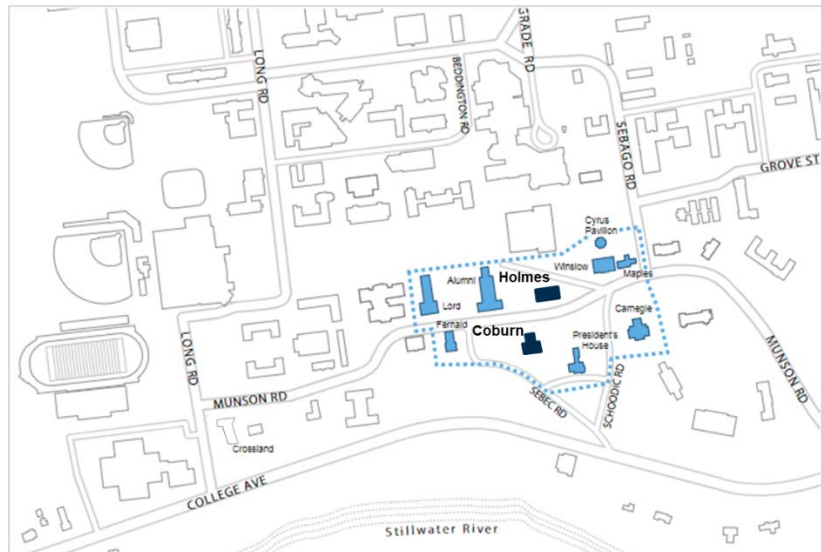 LONG RD
BEDDINGTON RD
GRADE RD
SEBAGO RD
GROVE ST
Cyrus
Pavilion
Winslow
Maples
Alumni
Holmes
Lord
Carnegie
Fernald
Coburn
President's
House
LONG RD
MUNSON RD
SEBEC RD
SCHOODIC RD
MUNSON RD
Crossland
COLLEGE AVE
Stillwater River